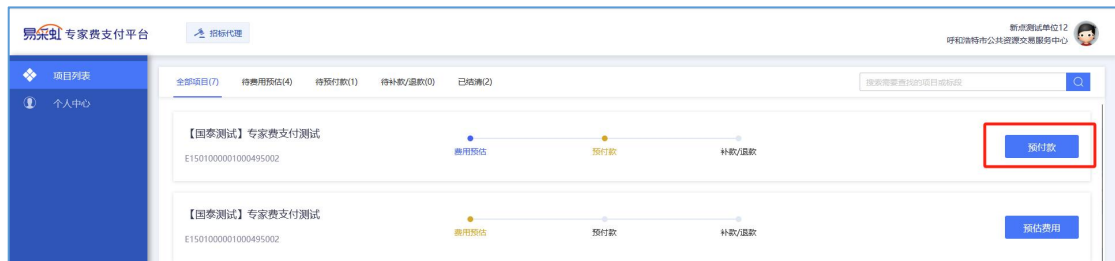 易采虹 专家费支付平台
招标代理
新点测试单位12
呼和浩特市公共资源交易服务中心
项目列表
个人中心
全部项目(7) 待费用预估(4) 待预付款(1) 待补款/退款(0) 已结清(2)
搜索需要查找的项目或标段
【国泰测试】专家费支付测试
E1501000001000495002
费用预估 预付款 补款/退款
预付款
【国泰测试】专家费支付测试
E1501000001000495002
费用预估 预付款 补款/退款
预估费用